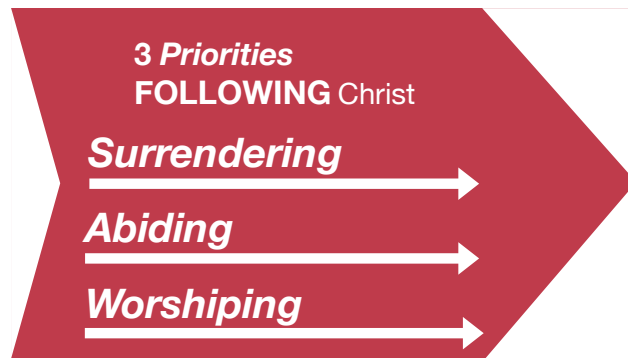 3 Priorities
FOLLOWING Christ
Surrendering
Abiding
Worshiping